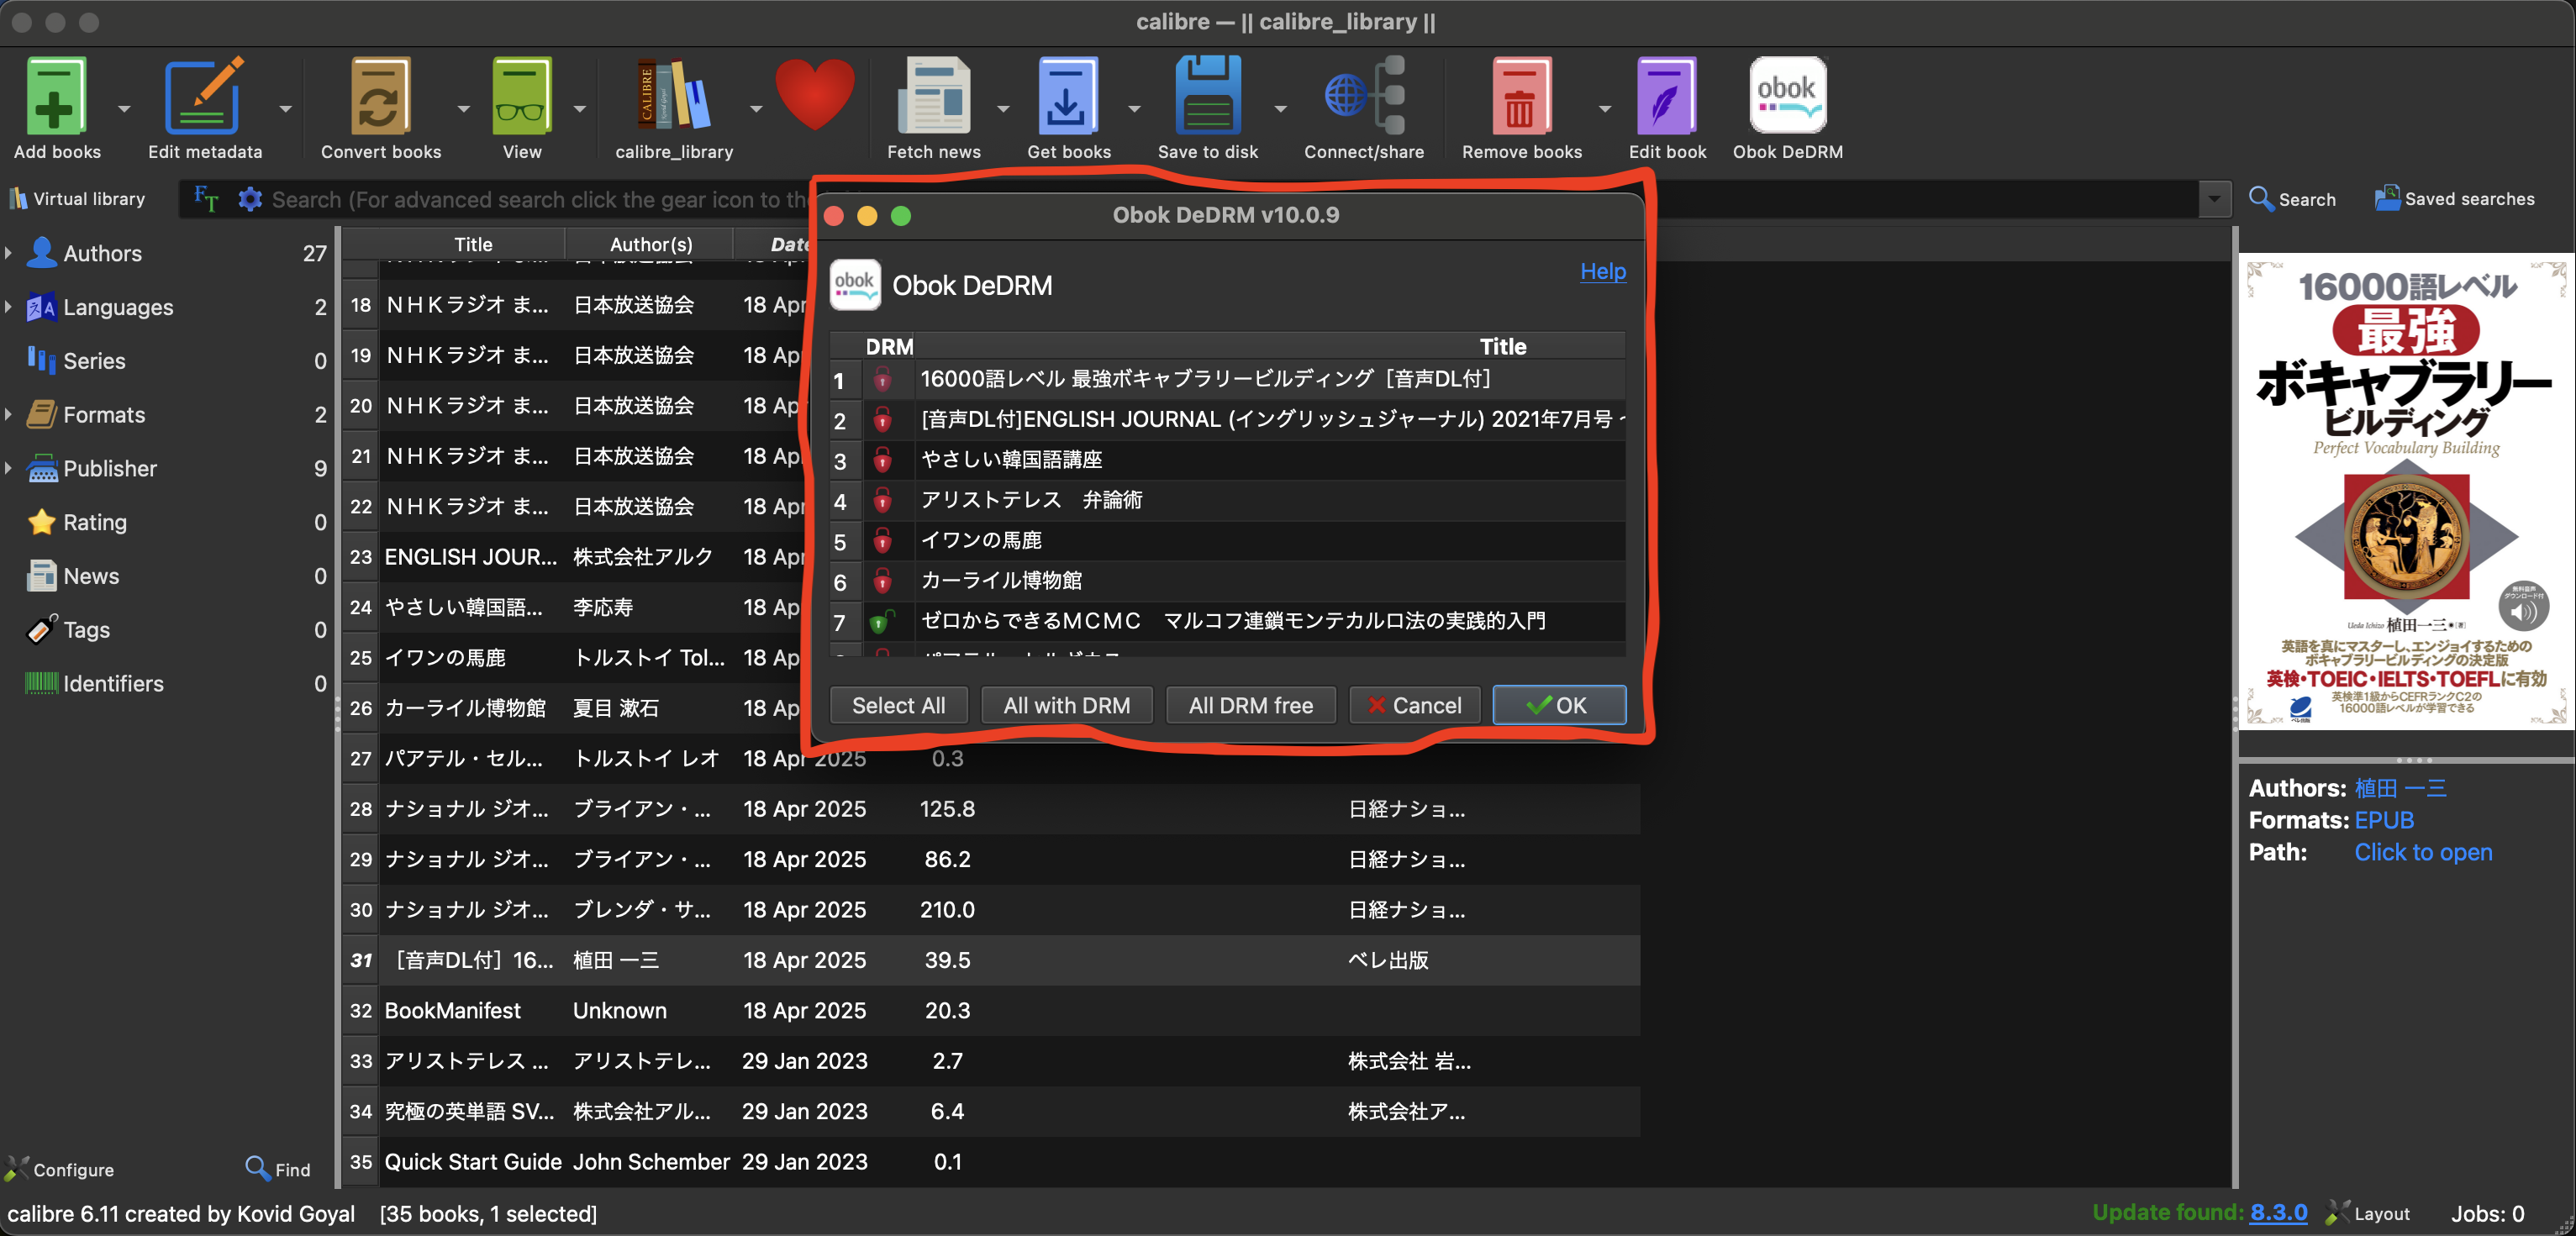 calibre — || calibre_library ||
Add books
Edit metadata
Convert books
View
calibre_library
Fetch news
Get books
Save to disk
Connect/share
Remove books
Edit book
Obok DeDRM
Virtual library
Search (For advanced search click the gear icon to the
Search
Saved searches
Authors 27
Languages 2
Series 0
Formats 2
Publisher 9
Rating 0
News 0
Tags 0
Identifiers 0
Configure
Find
Title Author(s) Date
18 ＮＨＫラジオ ま... 日本放送協会 18 Apr
19 ＮＨＫラジオ ま... 日本放送協会 18 Ap
20 ＮＨＫラジオ ま... 日本放送協会 18 Ap
21 ＮＨＫラジオ ま... 日本放送協会 18 Ap
22 ＮＨＫラジオ ま... 日本放送協会 18 Ap
23 ENGLISH JOUR... 株式会社アルク 18 Ap
24 やさしい韓国語... 李応寿 18 Ap
25 イワンの馬鹿 トルストイ Tol... 18 Ap
26 カーライル博物館 夏目 漱石 18 Ap
27 パアテル・セル... トルストイ レオ 18 Apr 2025 0.3
28 ナショナル ジオ... ブライアン・... 18 Apr 2025 125.8 日経ナショ...
29 ナショナル ジオ... ブライアン・... 18 Apr 2025 86.2 日経ナショ...
30 ナショナル ジオ... ブレンダ・サ... 18 Apr 2025 210.0 日経ナショ...
31 ［音声DL付］16... 植田 一三 18 Apr 2025 39.5 ベレ出版
32 BookManifest Unknown 18 Apr 2025 20.3
33 アリストテレス ... アリストテレ... 29 Jan 2023 2.7 株式会社 岩...
34 究極の英単語 SV... 株式会社アル... 29 Jan 2023 6.4 株式会社ア...
35 Quick Start Guide John Schember 29 Jan 2023 0.1
Obok DeDRM v10.0.9
obok
Obok DeDRM
Help
DRM Title
1 16000語レベル 最強ボキャブラリービルディング［音声DL付］
2 [音声DL付]ENGLISH JOURNAL (イングリッシュジャーナル) 2021年7月号
3 やさしい韓国語講座
4 アリストテレス　弁論術
5 イワンの馬鹿
6 カーライル博物館
7 ゼロからできるＭＣＭＣ　マルコフ連鎖モンテカルロ法の実践的入門
Select All
All with DRM
All DRM free
Cancel
OK
16000語レベル
最強
ボキャブラリー
ビルディング
Perfect Vocabulary Building
無料音声
ダウンロード付
Ueda Ichizo 植田一三 [著]
英語を真にマスターし、エンジョイするための
ボキャブラリービルディングの決定版
英検・TOEIC・IELTS・TOEFLに有効
英検準1級からCEFRランクC2の
16000語レベルが学習できる
ベレ出版
Authors: 植田 一三
Formats: EPUB
Path: Click to open
calibre 6.11 created by Kovid Goyal [35 books, 1 selected]
Update found: 8.3.0
Layout
Jobs: 0